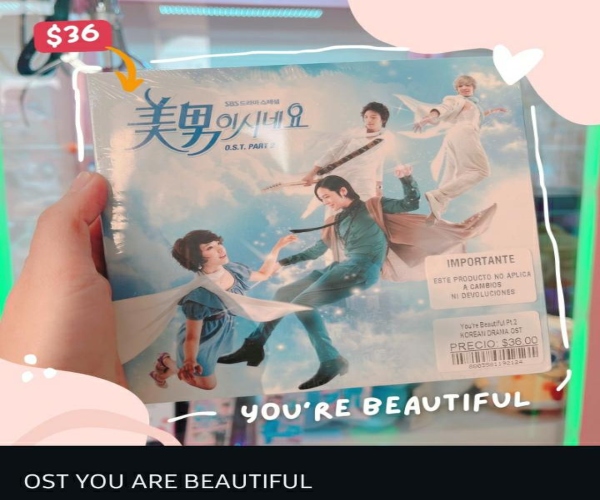 $36
SBS 드라마 스페셜
美男이시네요
O.S.T. PART 2
IMPORTANTE
ESTE PRODUCTO NO APLICA
A CAMBIOS
NI DEVOLUCIONES
You're Beautiful Pt.2
KOREAN DRAMA OST
PRECIO: $36.00
YOU'RE BEAUTIFUL
OST YOU ARE BEAUTIFUL